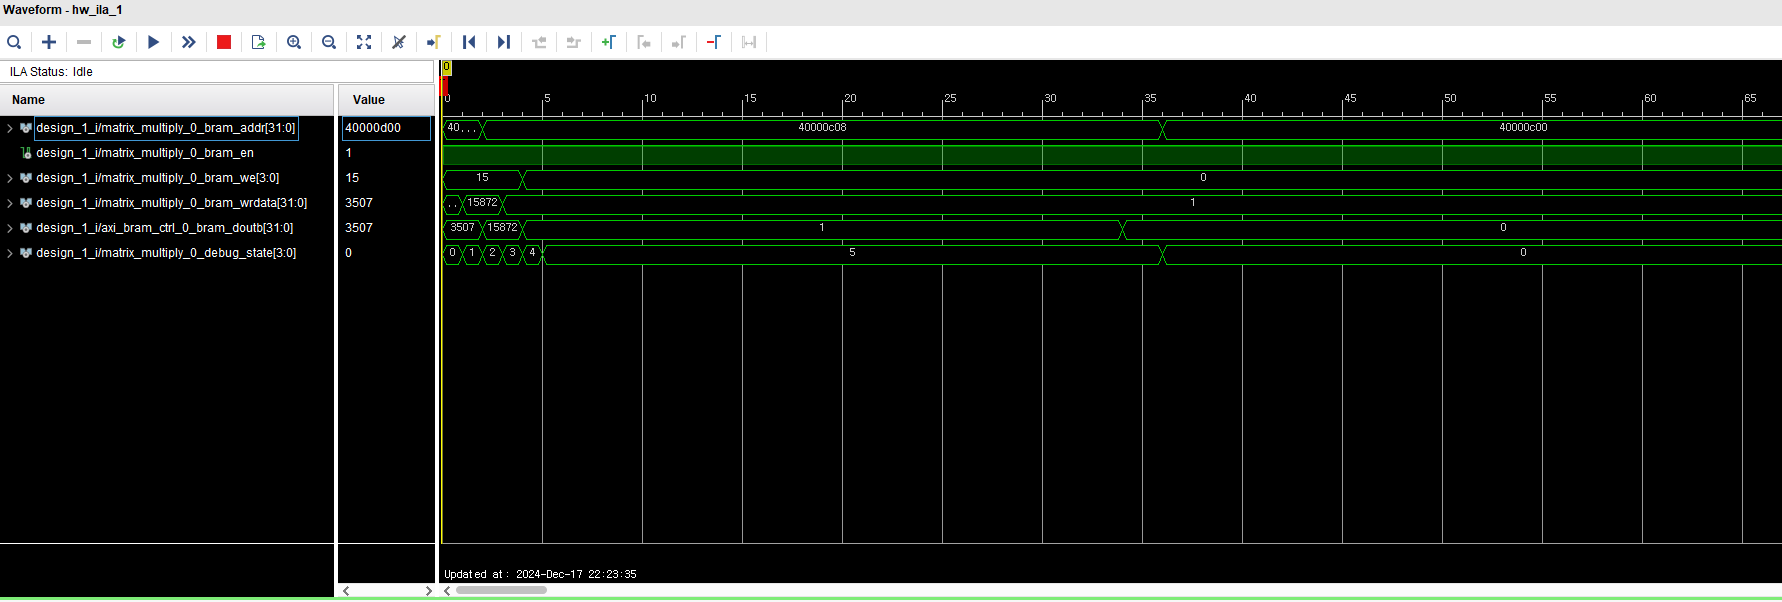 Waveform - hw_ila_1
ILA Status: Idle
0
Name Value
0 5 10 15 20 25 30 35 40 45 50 55 60 65
design_1_i/matrix_multiply_0_bram_addr[31:0] 40000d00 40... 40000c08 40000c00
design_1_i/matrix_multiply_0_bram_en 1
design_1_i/matrix_multiply_0_bram_we[3:0] 15 15 0
design_1_i/matrix_multiply_0_bram_wrdata[31:0] 3507 .. 15872 1
design_1_i/axi_bram_ctrl_0_bram_doutb[31:0] 3507 3507 15872 1 0
design_1_i/matrix_multiply_0_debug_state[3:0] 0 0 1 2 3 4 5 0
Updated at: 2024-Dec-17 22:23:35